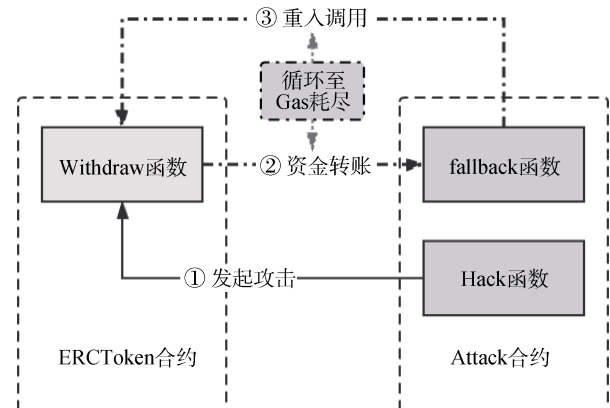 ③ 重入调用
循环至
Gas耗尽
Withdraw函数
② 资金转账
fallback函数
① 发起攻击
Hack函数
ERCToken合约
Attack合约